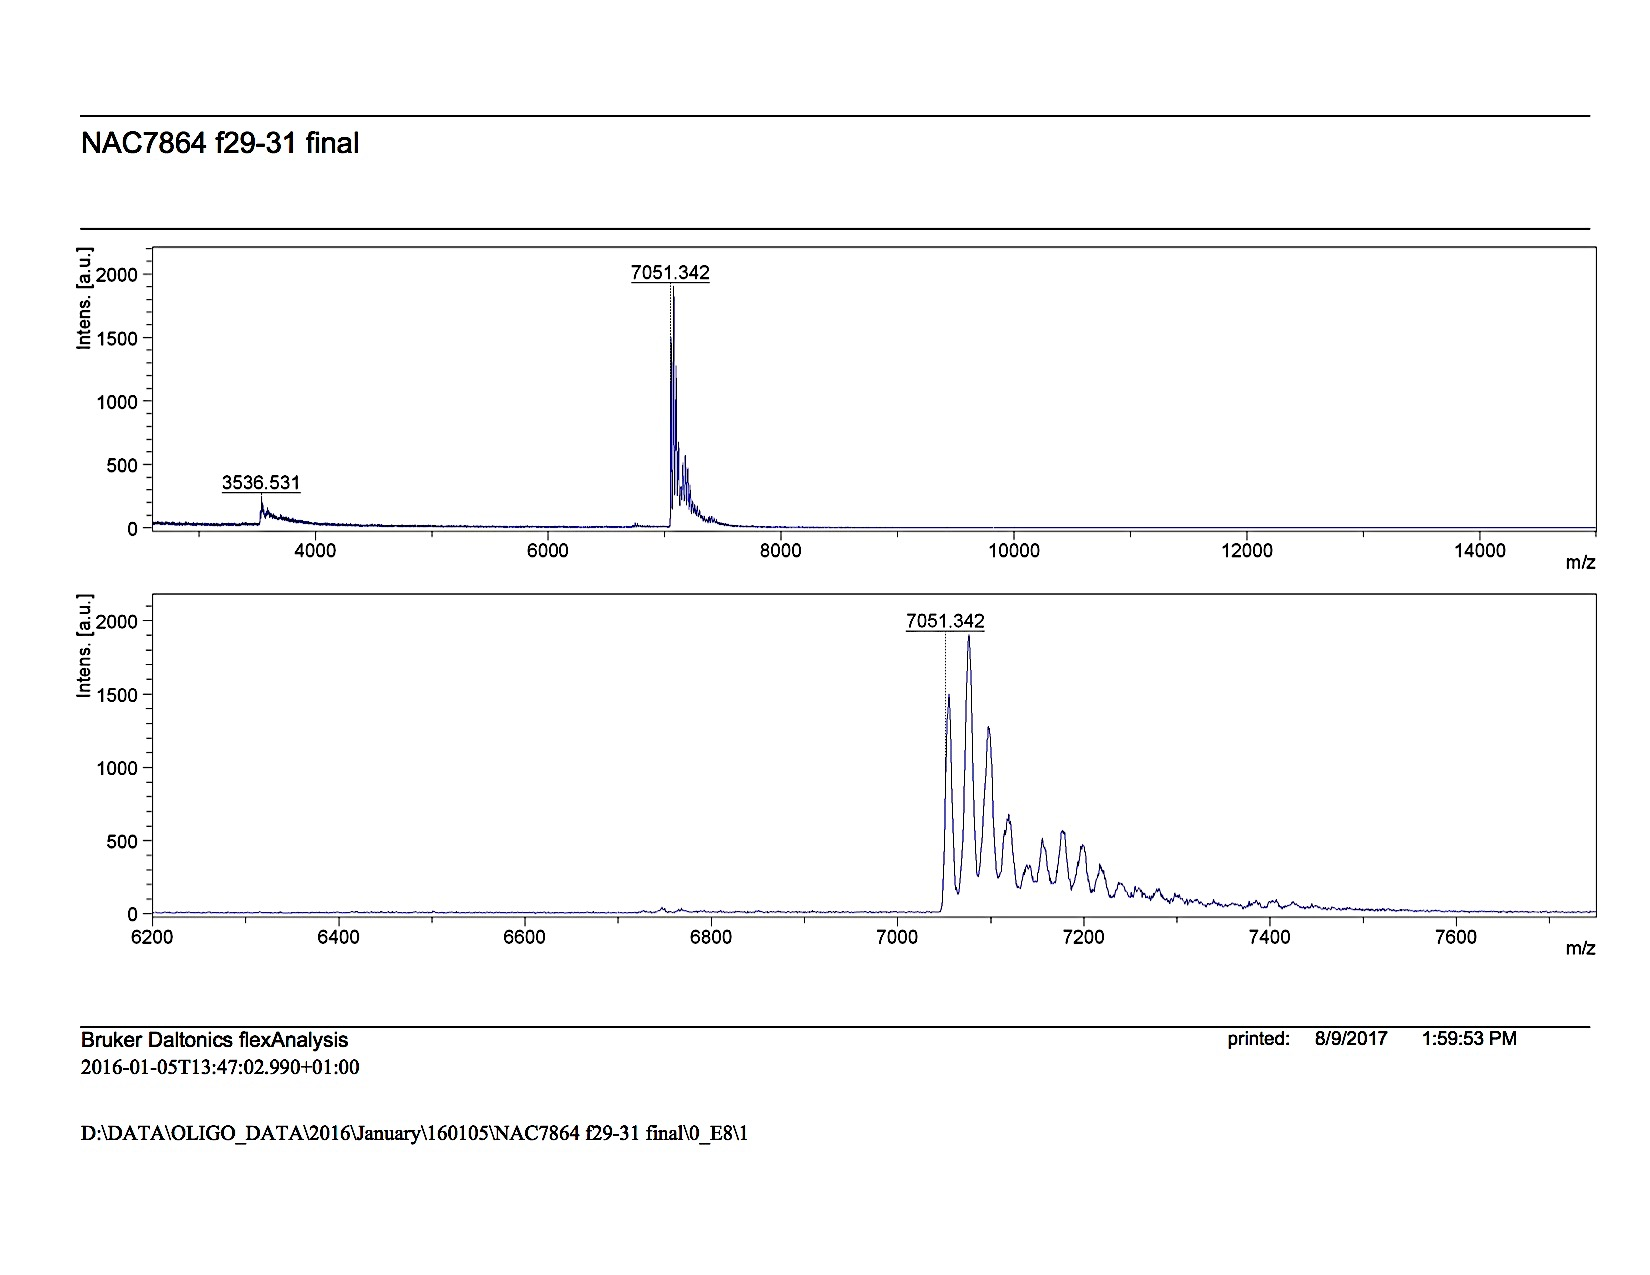 NAC7864 f29-31 final
Intens. [a.u.]
2000
1500
1000
500
0
7051.342
3536.531
4000 6000 8000 10000 12000 14000
m/z
Intens. [a.u.]
2000
1500
1000
500
0
7051.342
6200 6400 6600 6800 7000 7200 7400 7600
m/z
Bruker Daltonics flexAnalysis printed: 8/9/2017 1:59:53 PM
2016-01-05T13:47:02.990+01:00
D:\DATA\OLIGO_DATA\2016\January\160105\NAC7864 f29-31 final\0_E8\1